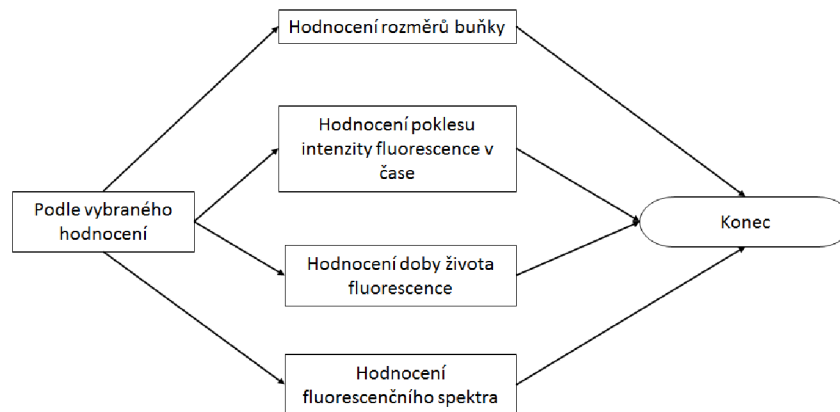 Hodnocení rozměrů buňky
Hodnocení poklesu
intenzity fluorescence v
čase
Podle vybraného
hodnocení
Konec
Hodnocení doby života
fluorescence
Hodnocení
fluorescenčního spektra